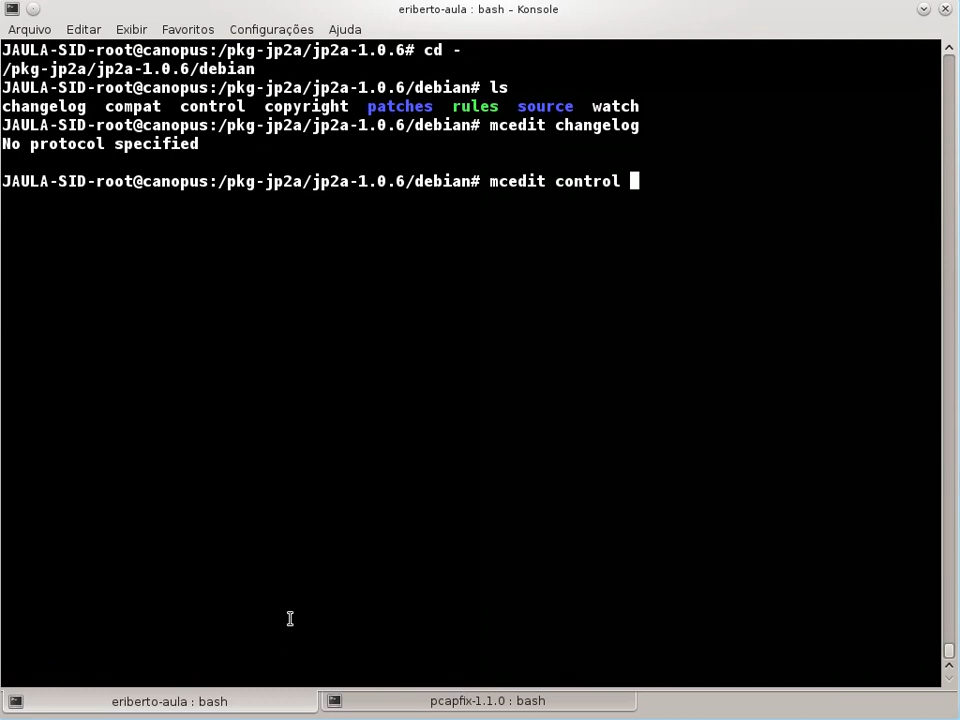 eriberto-aula : bash – Konsole
Arquivo Editar Exibir Favoritos Configurações Ajuda
JAULA-SID-root@canopus:/pkg-jp2a/jp2a-1.0.6# cd -
/pkg-jp2a/jp2a-1.0.6/debian
JAULA-SID-root@canopus:/pkg-jp2a/jp2a-1.0.6/debian# ls
changelog compat control copyright patches rules source watch
JAULA-SID-root@canopus:/pkg-jp2a/jp2a-1.0.6/debian# mcedit changelog
No protocol specified
JAULA-SID-root@canopus:/pkg-jp2a/jp2a-1.0.6/debian# mcedit control
eriberto-aula : bash
pcapfix-1.1.0 : bash